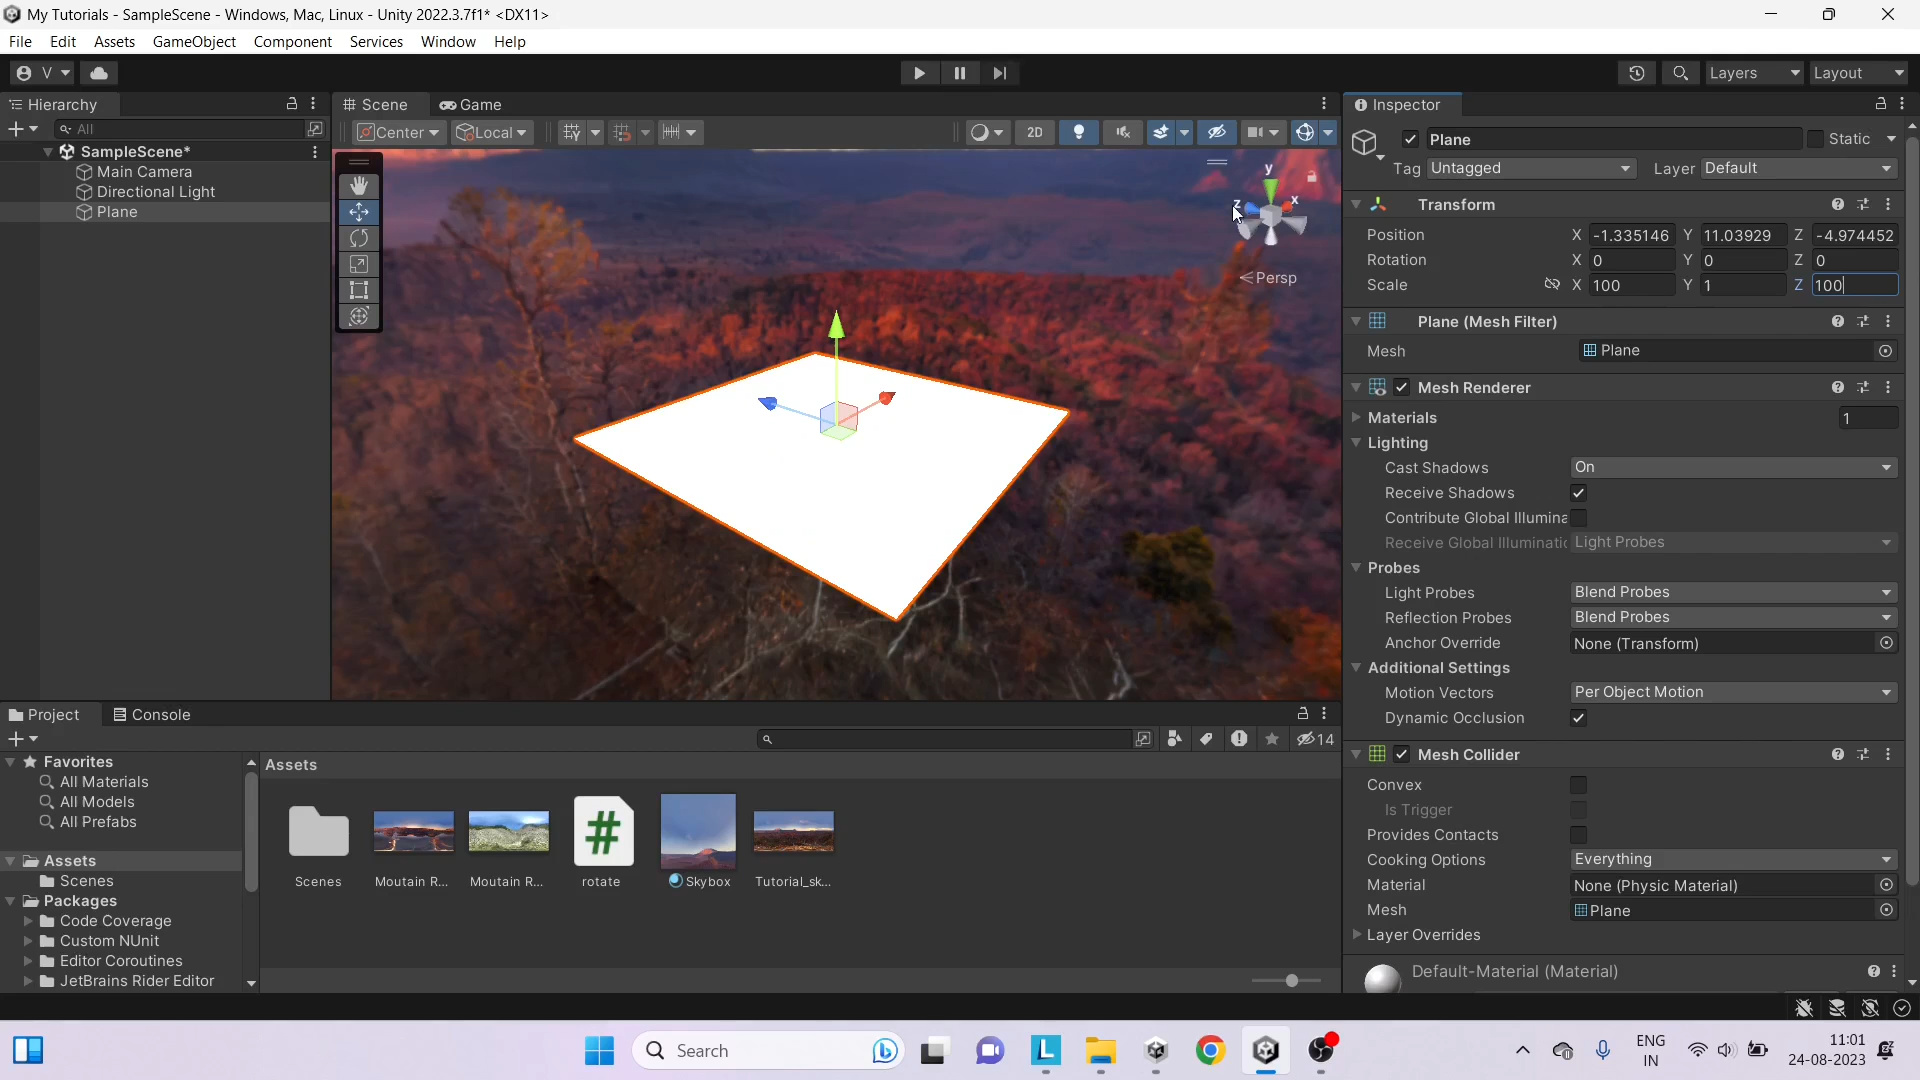 My Tutorials - SampleScene - Windows, Mac, Linux - Unity 2022.3.7f1* <DX11>
File Edit Assets GameObject Component Services Window Help
V Layers Layout
Hierarchy
All
SampleScene*
Main Camera
Directional Light
Plane
Scene Game
Center Local 2D
y
z x
Persp
Inspector
Plane Static
Tag Untagged Layer Default
Transform
Position X -1.335146 Y 11.03929 Z -4.974452
Rotation X 0 Y 0 Z 0
Scale X 100 Y 1 Z 100
Plane (Mesh Filter)
Mesh Plane
Mesh Renderer
Materials 1
Lighting
Cast Shadows On
Receive Shadows
Contribute Global Illumina
Receive Global Illuminatic Light Probes
Probes
Light Probes Blend Probes
Reflection Probes Blend Probes
Anchor Override None (Transform)
Additional Settings
Motion Vectors Per Object Motion
Dynamic Occlusion
Mesh Collider
Convex
Is Trigger
Provides Contacts
Cooking Options Everything
Material None (Physic Material)
Mesh Plane
Layer Overrides
Default-Material (Material)
Project Console
14
Favorites
All Materials
All Models
All Prefabs
Assets
Scenes
Packages
Code Coverage
Custom NUnit
Editor Coroutines
JetBrains Rider Editor
Assets
#
Scenes Moutain R... Moutain R... rotate Skybox Tutorial_sk...
Search
L
ENG
IN
11:01
24-08-2023